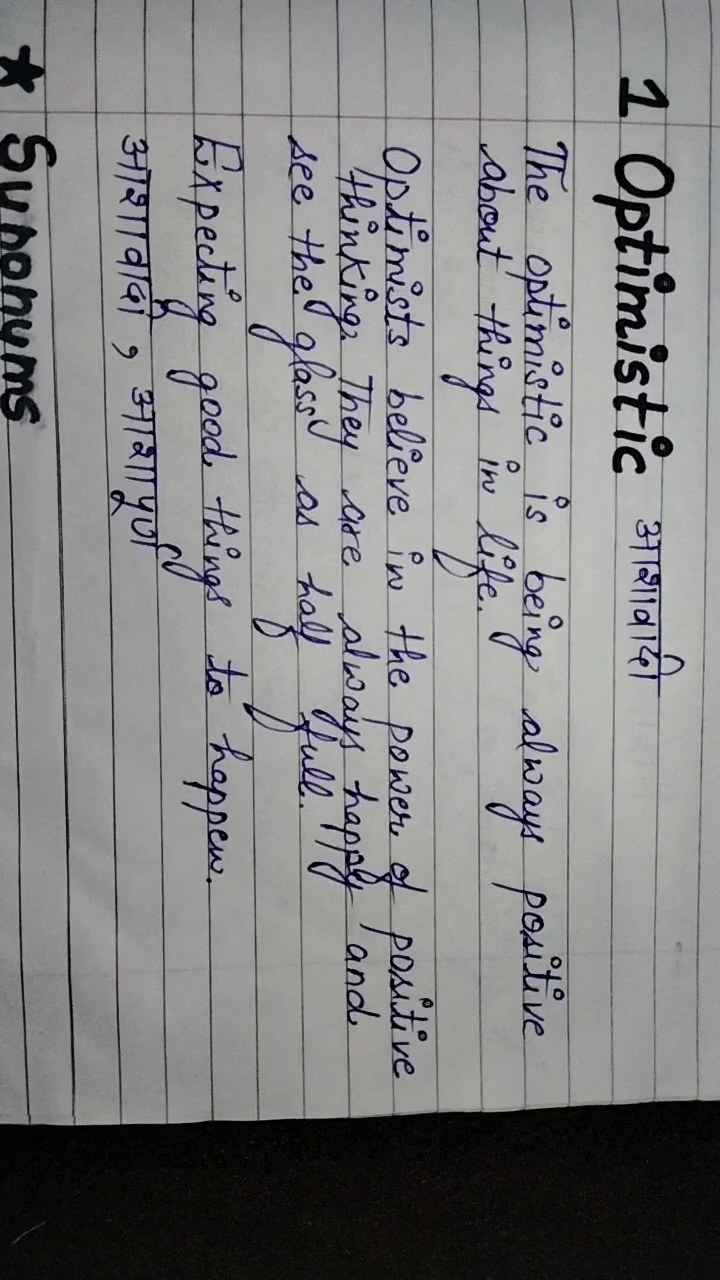 1 Optimistic आशावादी
The optimistic is being always positive
about things in life.
Optimists believe in the power of positive
thinking. They are always happy and
see the glass as half full.
Expecting good things to happen.
आशावादी, आशापूर्ण
★ Synonyms